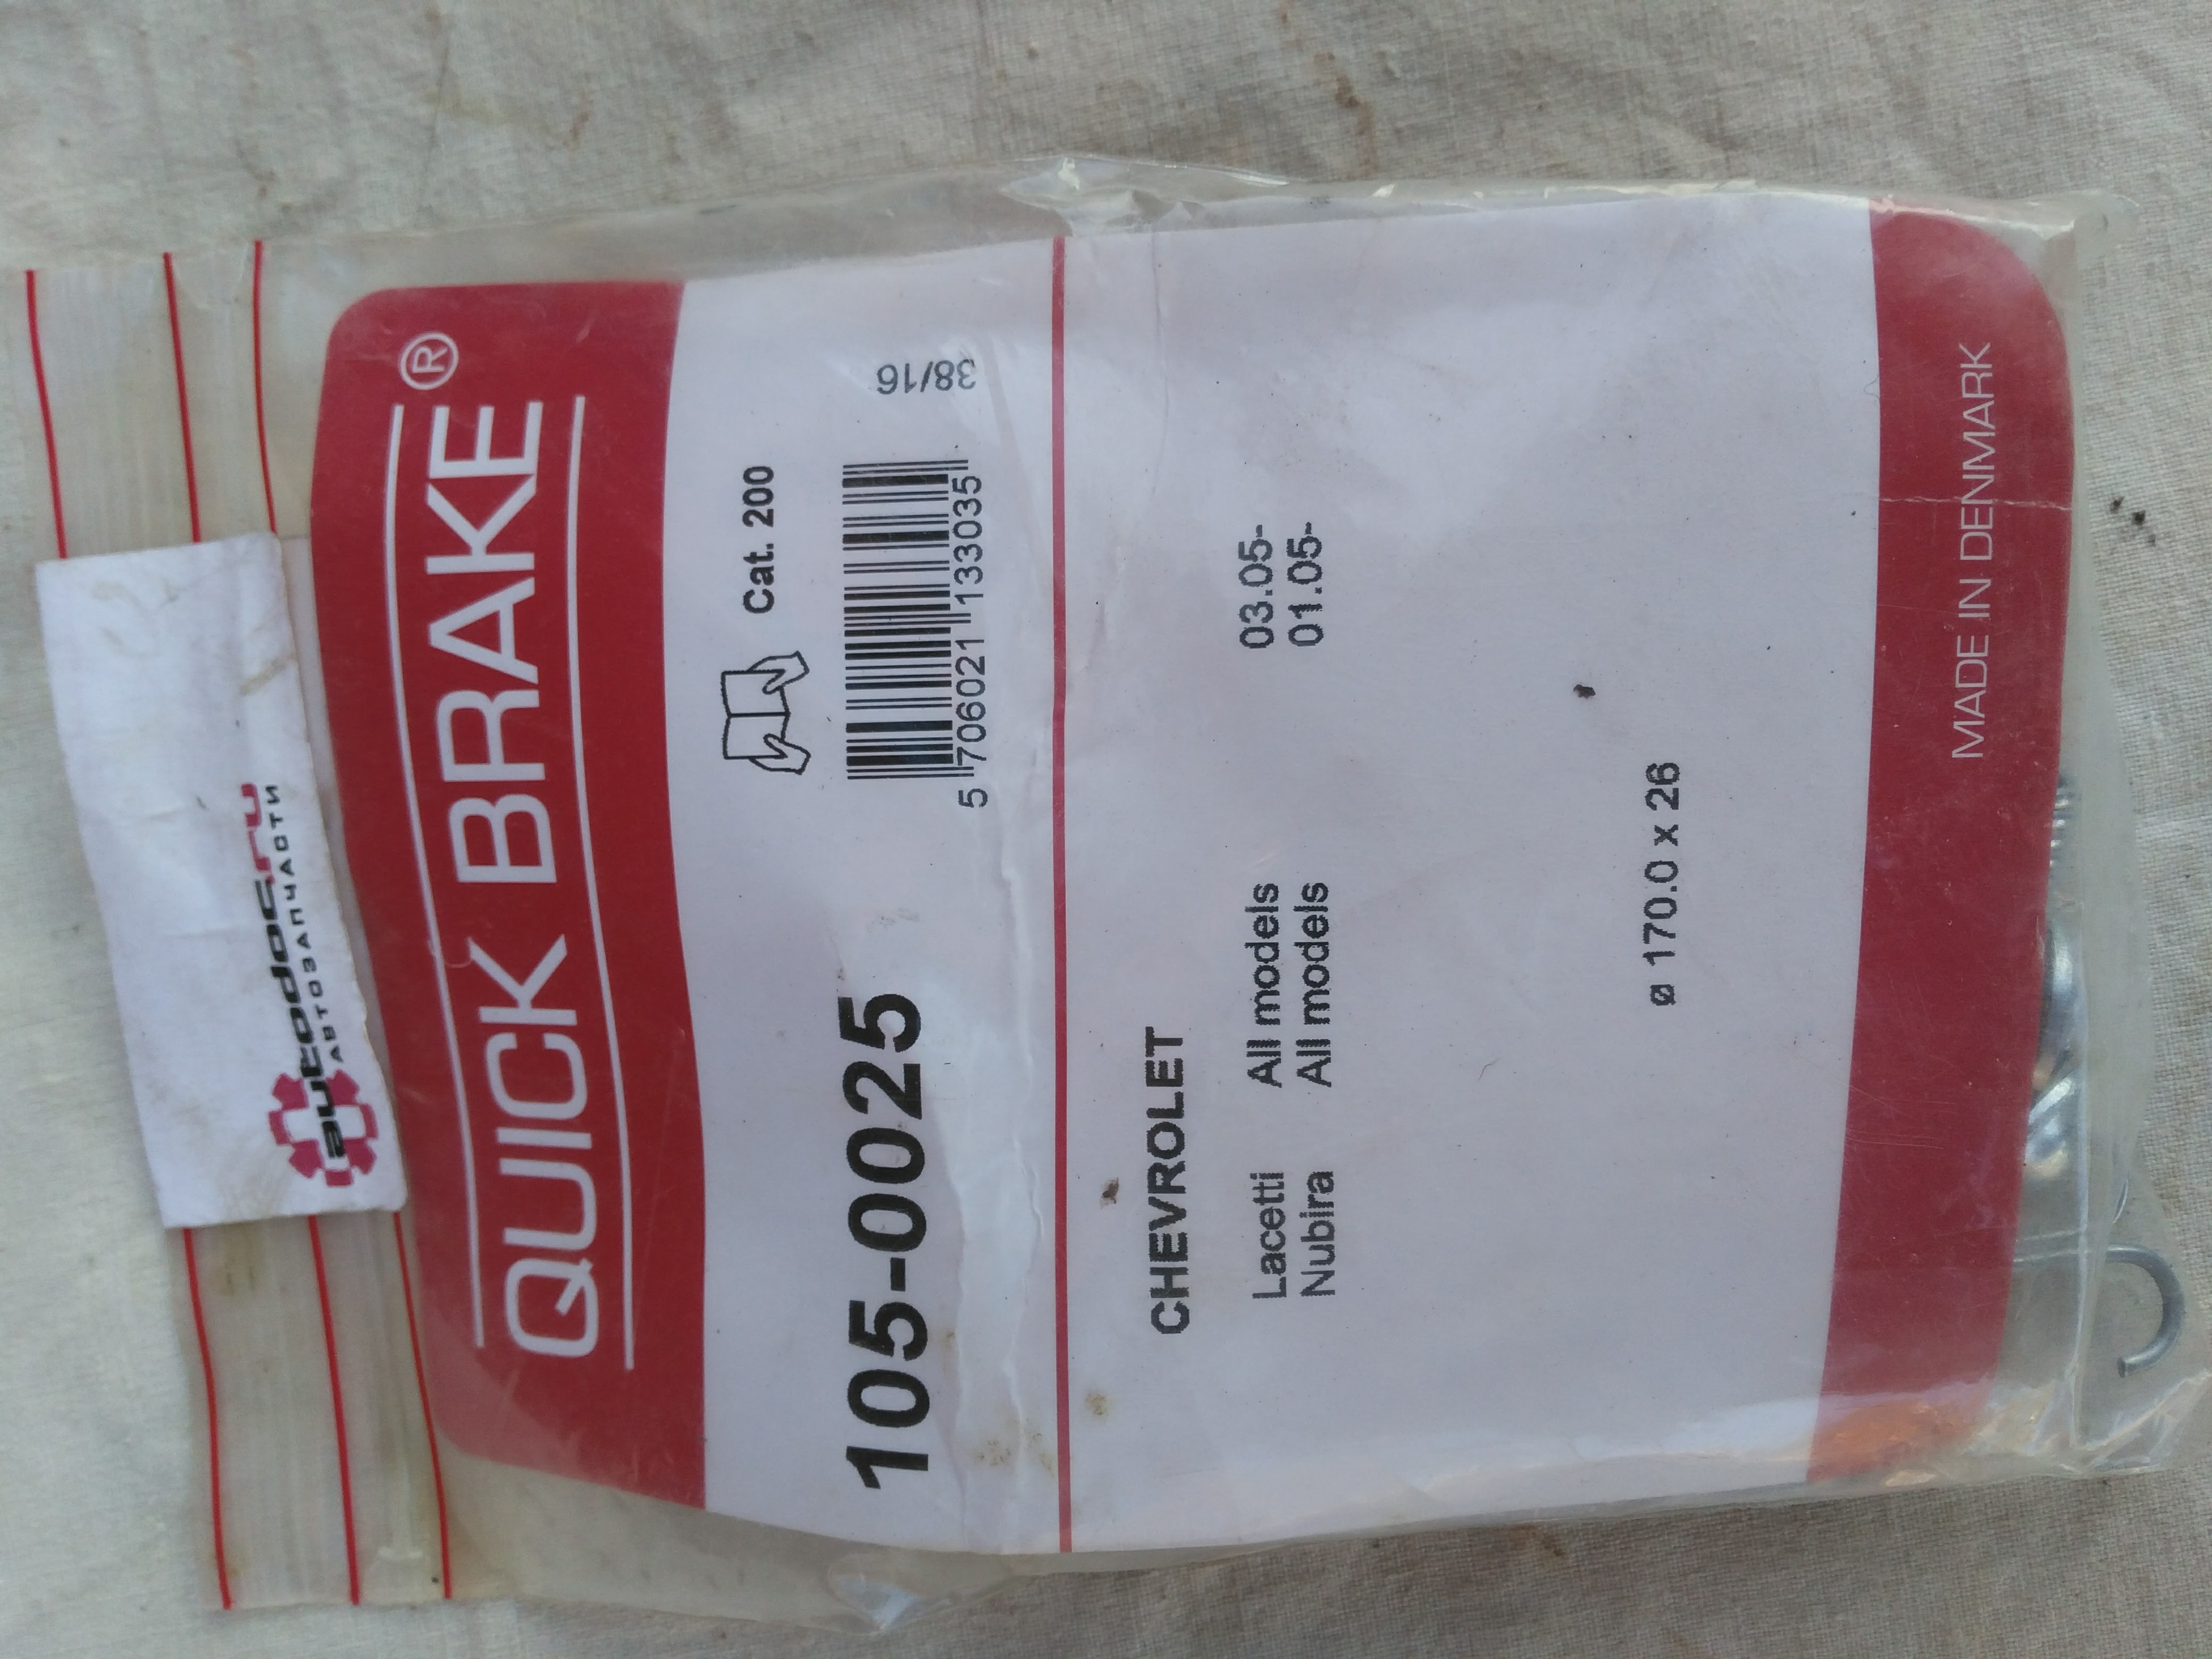 autodoc.ru
АВТОЗАПЧАСТИ
QUICK BRAKE®
Cat. 200
105-0025
5 706021 133035
38/16
CHEVROLET
Lacetti All models 03.05-
Nubira All models 01.05-
ø 170.0 x 26
MADE IN DENMARK